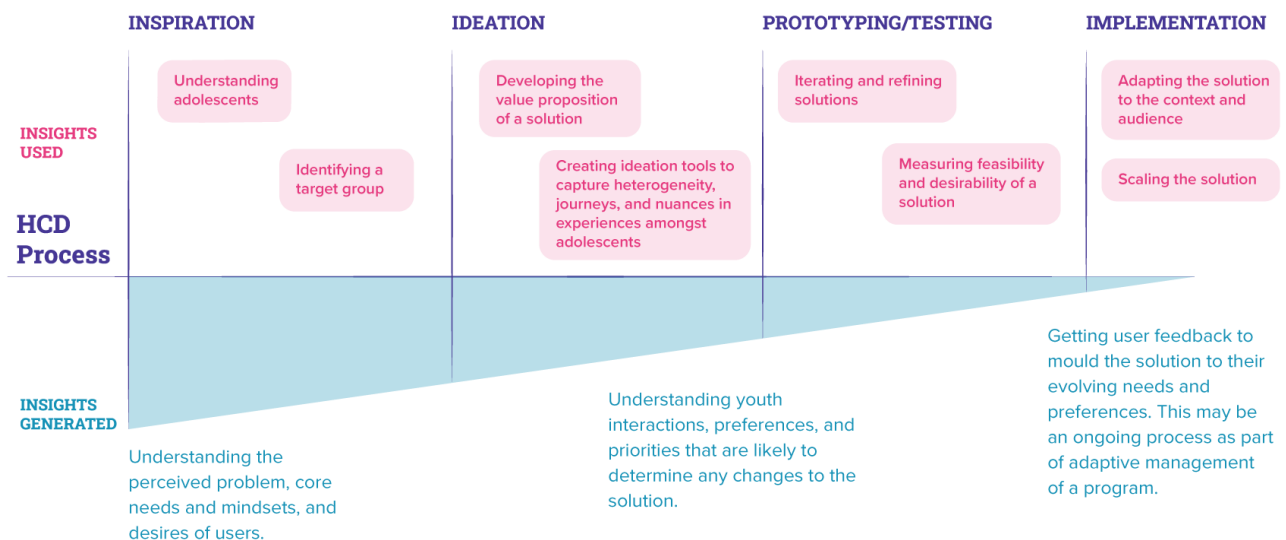 INSPIRATION
IDEATION
PROTOTYPING/TESTING
IMPLEMENTATION
INSIGHTS
USED
Understanding
adolescents
Identifying a
target group
Developing the
value proposition
of a solution
Creating ideation tools to
capture heterogeneity,
journeys, and nuances in
experiences amongst
adolescents
Iterating and refining
solutions
Measuring feasibility
and desirability of a
solution
Adapting the solution
to the context and
audience
Scaling the solution
HCD
Process
INSIGHTS
GENERATED
Understanding the
perceived problem, core
needs and mindsets, and
desires of users.
Understanding youth
interactions, preferences, and
priorities that are likely to
determine any changes to the
solution.
Getting user feedback to
mould the solution to their
evolving needs and
preferences. This may be
an ongoing process as part
of adaptive management
of a program.